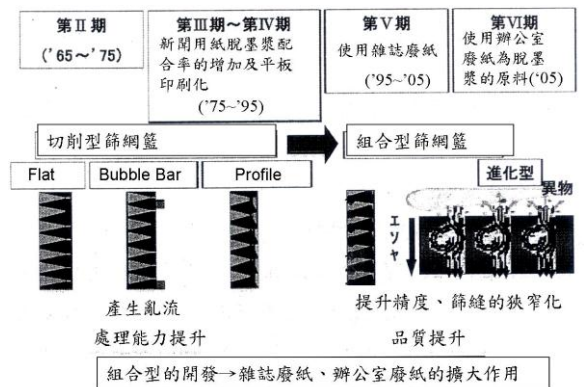 第Ⅱ期
('65～'75)
第Ⅲ期～第Ⅳ期
新聞用紙脫墨漿配
合率的增加及平板
印刷化
('75~'95)
第Ⅴ期
使用雜誌廢紙
('95~'05)
第Ⅵ期
使用辦公室
廢紙為脫墨
漿的原料('05)
切削型篩網籃
組合型篩網籃
Flat
Bubble Bar
Profile
進化型
異物
エソヤ
產生亂流
處理能力提升
提升精度、篩縫的狹窄化
品質提升
組合型的開發→雜誌廢紙、辦公室廢紙的擴大作用